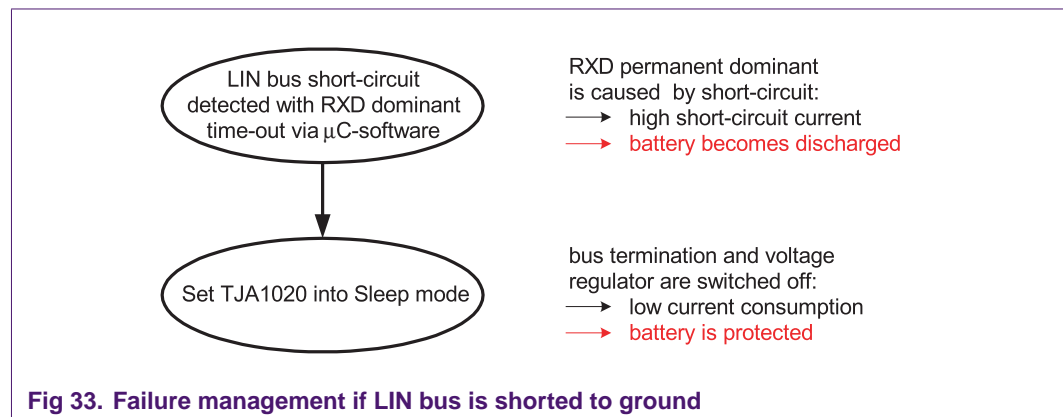 LIN bus short-circuit
detected with RXD dominant
time-out via μC-software
RXD permanent dominant
is caused by short-circuit:
high short-circuit current
battery becomes discharged
Set TJA1020 into Sleep mode
bus termination and voltage
regulator are switched off:
low current consumption
battery is protected
Fig 33. Failure management if LIN bus is shorted to ground